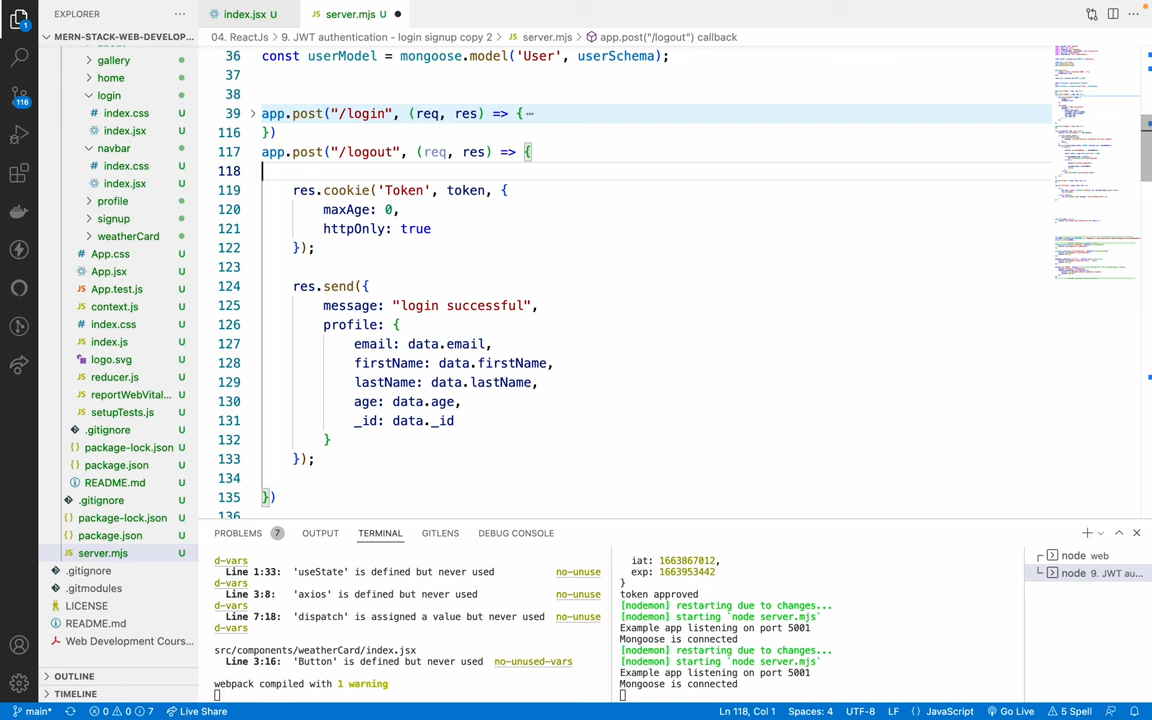 EXPLORER
MERN-STACK-WEB-DEVELOP...
gallery
home
login
# index.css U
index.jsx U
navbar
# index.css U
index.jsx U
profile
signup
weatherCard
# App.css U
App.jsx U
App.test.js U
JS context.js U
# index.css U
JS index.js U
logo.svg U
JS reducer.js U
JS reportWebVital... U
JS setupTests.js U
.gitignore U
{} package-lock.json U
{} package.json U
README.md U
.gitignore U
{} package-lock.json U
{} package.json U
JS server.mjs U
.gitignore
.gitmodules
LICENSE
README.md
Web Development Cours...
OUTLINE
TIMELINE
1
116
index.jsx U
JS server.mjs U
04. ReactJs > 9. JWT authentication - login signup copy 2 > JS server.mjs > app.post("/logout") callback
36 const userModel = mongoose.model('User', userSchema);
37
38
39 app.post("/login", (req, res) => {
116 })
117 app.post("/logout", (req, res) => {
118
119 res.cookie('Token', token, {
120 maxAge: 0,
121 httpOnly: true
122 });
123
124 res.send({
125 message: "login successful",
126 profile: {
127 email: data.email,
128 firstName: data.firstName,
129 lastName: data.lastName,
130 age: data.age,
131 _id: data._id
132 }
133 });
134
135 })
136
PROBLEMS 7 OUTPUT TERMINAL GITLENS DEBUG CONSOLE
d-vars
Line 1:33: 'useState' is defined but never used no-unuse
d-vars
Line 3:8: 'axios' is defined but never used no-unuse
d-vars
Line 7:18: 'dispatch' is assigned a value but never used no-unuse
d-vars
src/components/weatherCard/index.jsx
Line 3:16: 'Button' is defined but never used no-unused-vars
webpack compiled with 1 warning
iat: 1663867012,
exp: 1663953442
}
token approved
[nodemon] restarting due to changes...
[nodemon] starting `node server.mjs`
Example app listening on port 5001
Mongoose is connected
[nodemon] restarting due to changes...
[nodemon] starting `node server.mjs`
Example app listening on port 5001
Mongoose is connected
node web
node 9. JWT au...
main* 0 0 7 Live Share Ln 118, Col 1 Spaces: 4 UTF-8 LF {} JavaScript Go Live 5 Spell